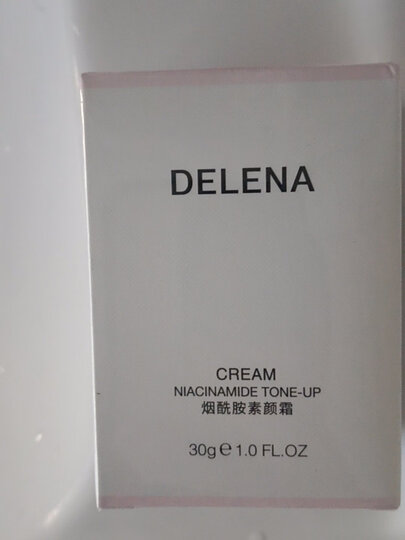 DELENA
CREAM
NIACINAMIDE TONE-UP
烟酰胺素颜霜
30g℮1.0 FL.OZ